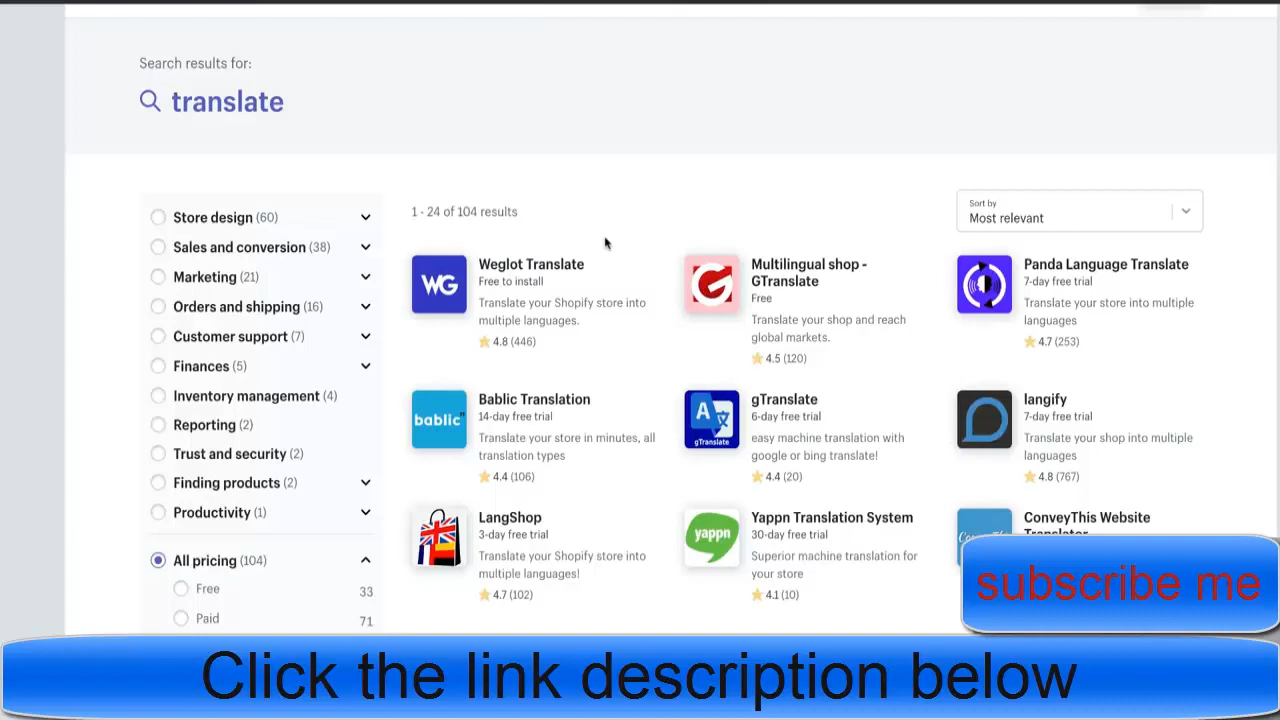 Search results for:
translate
Store design (60)
Sales and conversion (38)
Marketing (21)
Orders and shipping (16)
Customer support (7)
Finances (5)
Inventory management (4)
Reporting (2)
Trust and security (2)
Finding products (2)
Productivity (1)
All pricing (104)
Free 33
Paid 71
1 - 24 of 104 results
Sort by
Most relevant
WG
Weglot Translate
Free to install
Translate your Shopify store into
multiple languages.
4.8 (446)
G
Multilingual shop -
GTranslate
Free
Translate your shop and reach
global markets.
4.5 (120)
Panda Language Translate
7-day free trial
Translate your store into multiple
languages
4.7 (253)
bablic
Bablic Translation
14-day free trial
Translate your store in minutes, all
translation types
4.4 (106)
A文
gTranslate
gTranslate
6-day free trial
easy machine translation with
google or bing translate!
4.4 (20)
langify
7-day free trial
Translate your shop into multiple
languages
4.8 (767)
LangShop
3-day free trial
Translate your Shopify store into
multiple languages!
4.7 (102)
yappn
Yappn Translation System
30-day free trial
Superior machine translation for
your store
4.1 (10)
ConveyThis Website
subscribe me
Click the link description below